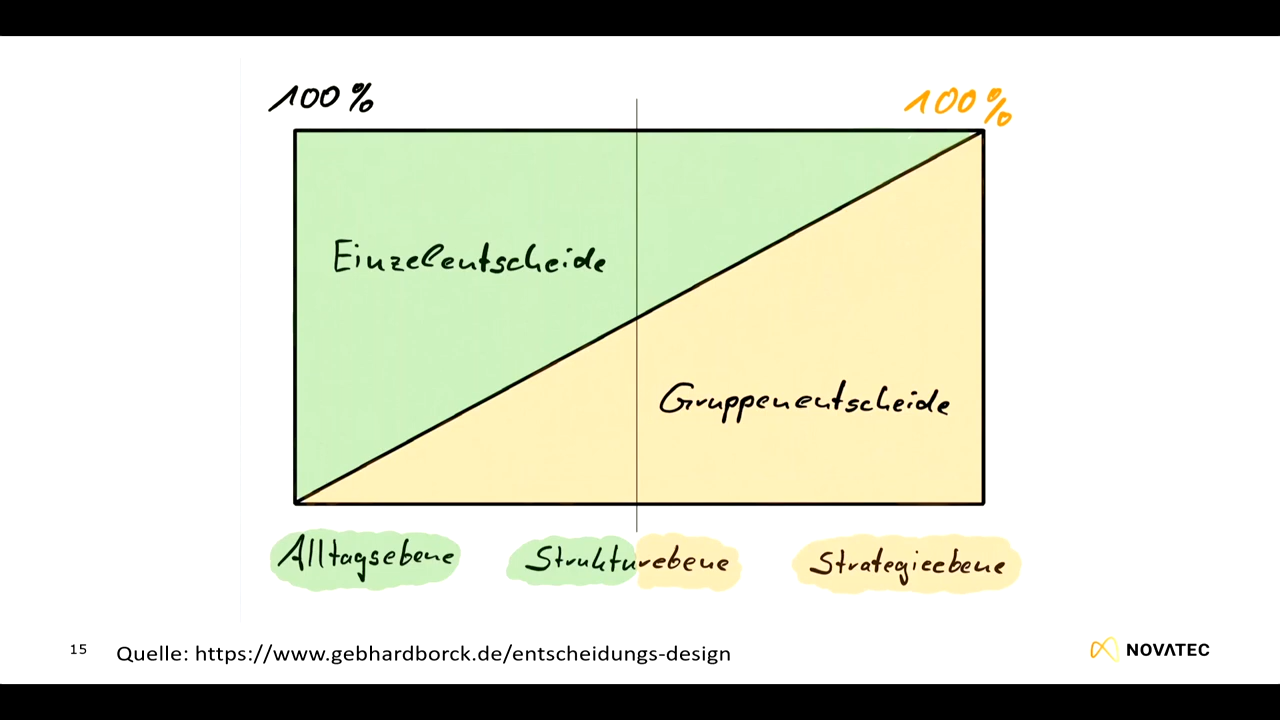 100% 100%
Einzelentscheide
Gruppenentscheide
Alltagsebene Strukturebene Strategieebene
15 Quelle: https://www.gebhardborck.de/entscheidungs-design NOVATEC